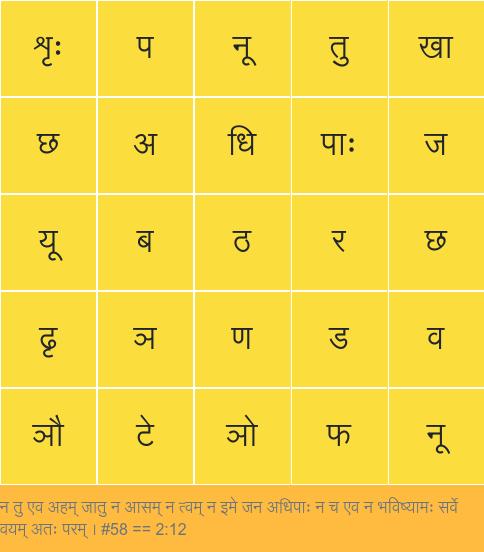 शृः प नू तु खा
छ अ धि पाः ज
यू ब ठ र छ
ढृ ञ ण ड व
ञौ टे ञो फ नू
न तु एव अहम् जातु न आसम् न त्वम् न इमे जन अधिपाः न च एव न भविष्यामः सर्वे
वयम् अतः परम् । #58 == 2:12